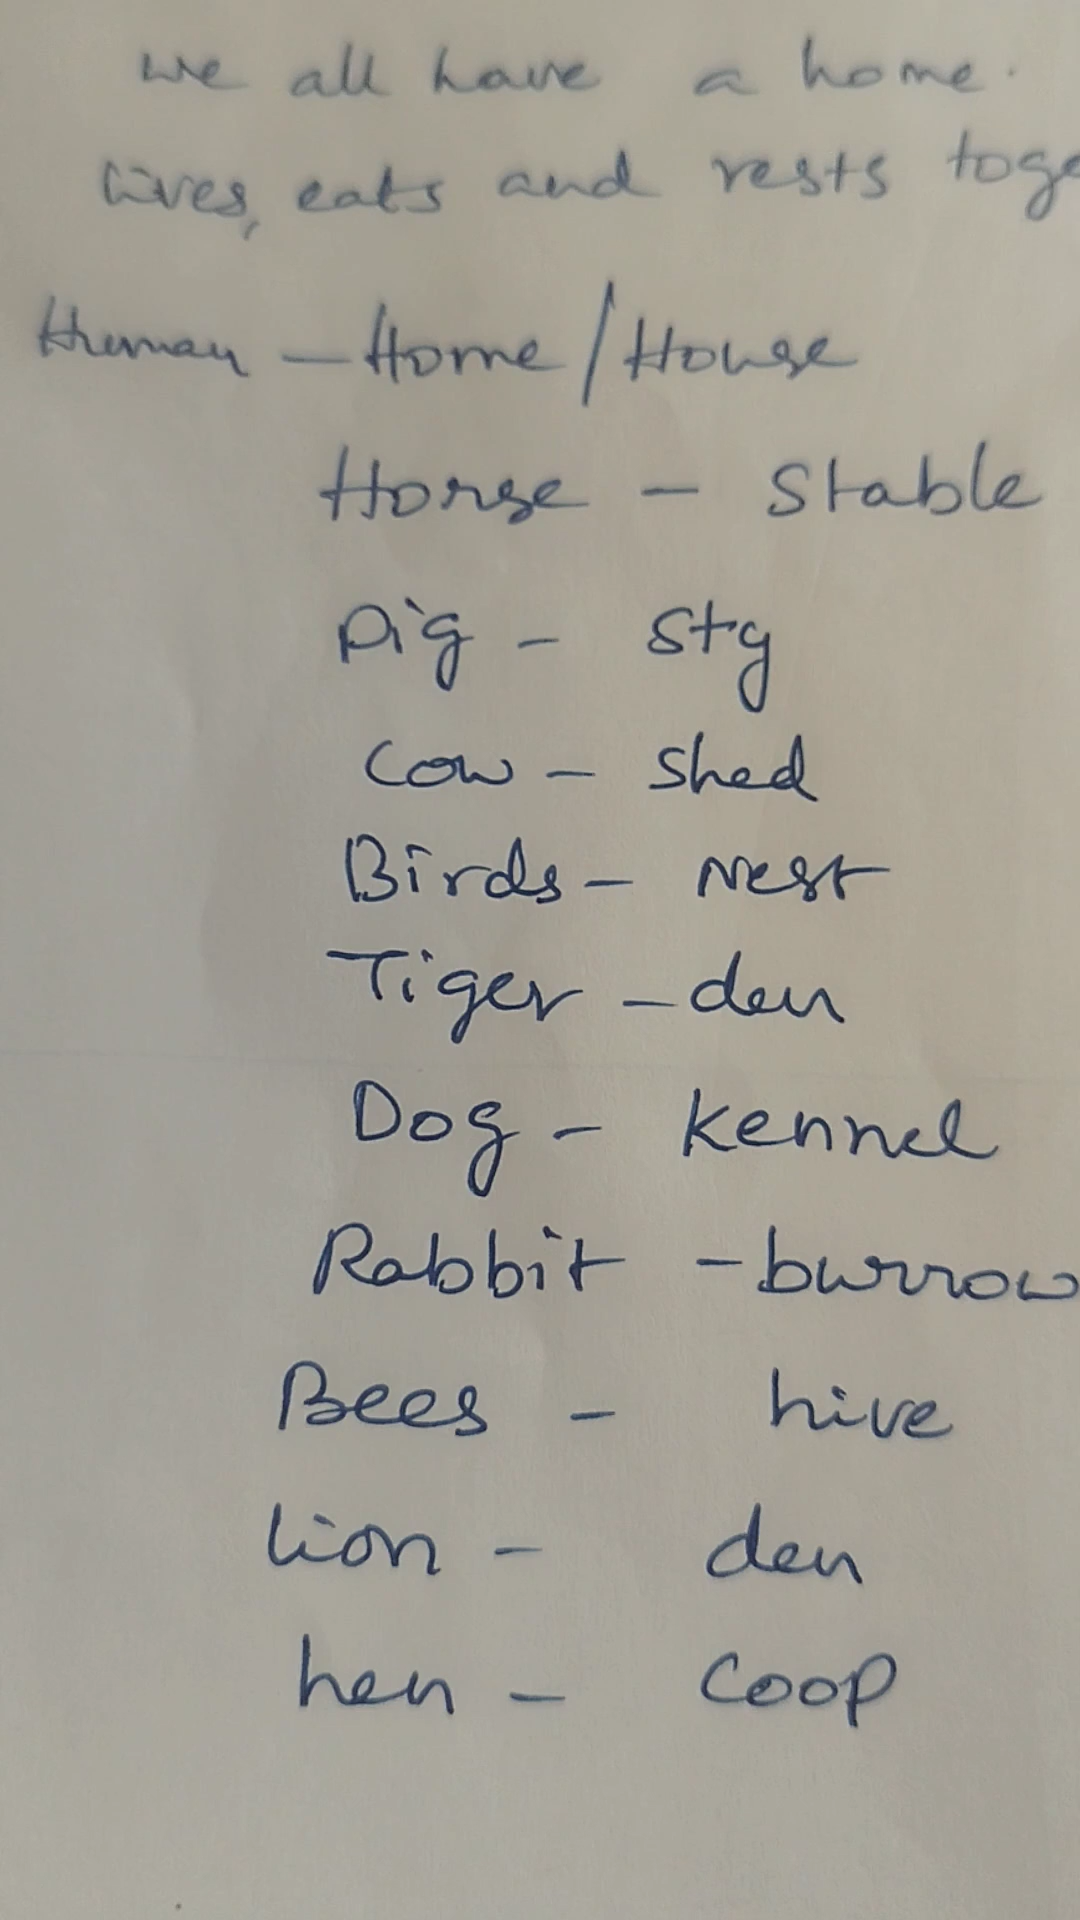 we all have a home.
lives, eats and rests toge
Human - Home / House
Horse - Stable
Pig - Sty
Cow - Shed
Birds - Nest
Tiger - den
Dog - Kennel
Rabbit - burrow
Bees - hive
lion - den
hen - Coop